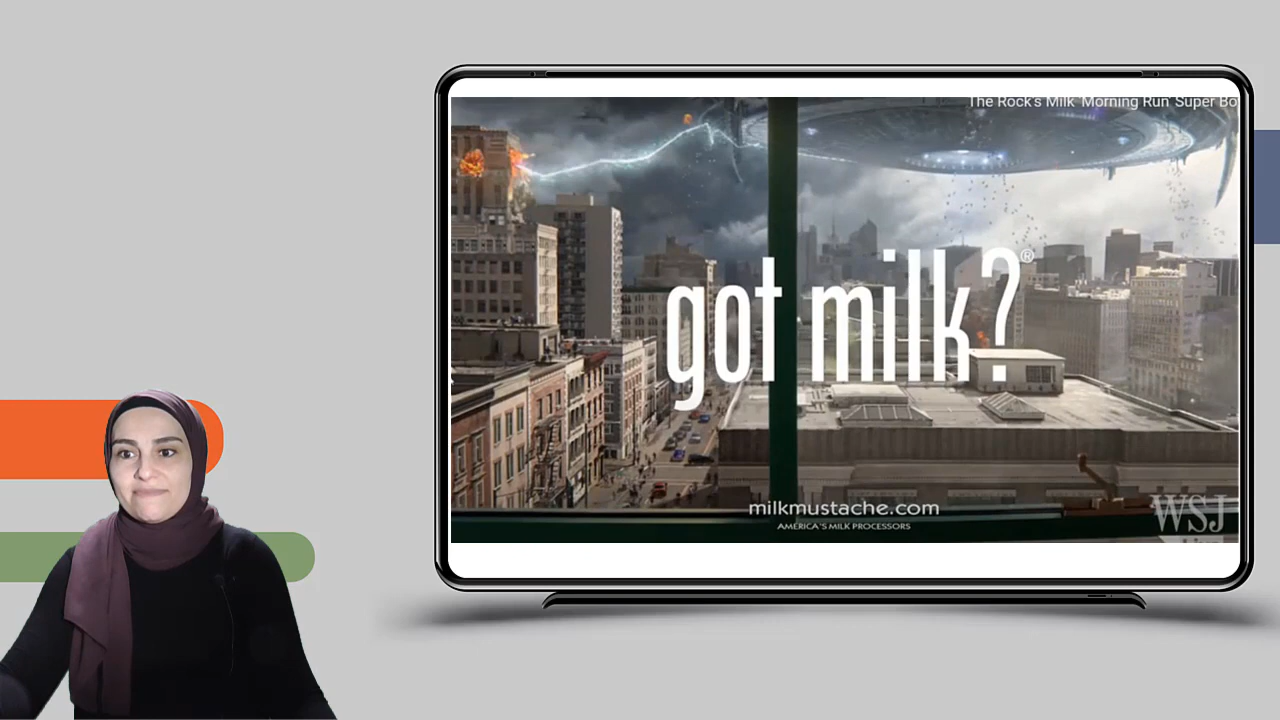 The Rock's Milk 'Morning Run' Super Bo
got milk?®
milkmustache.com
AMERICA'S MILK PROCESSORS
WSJ